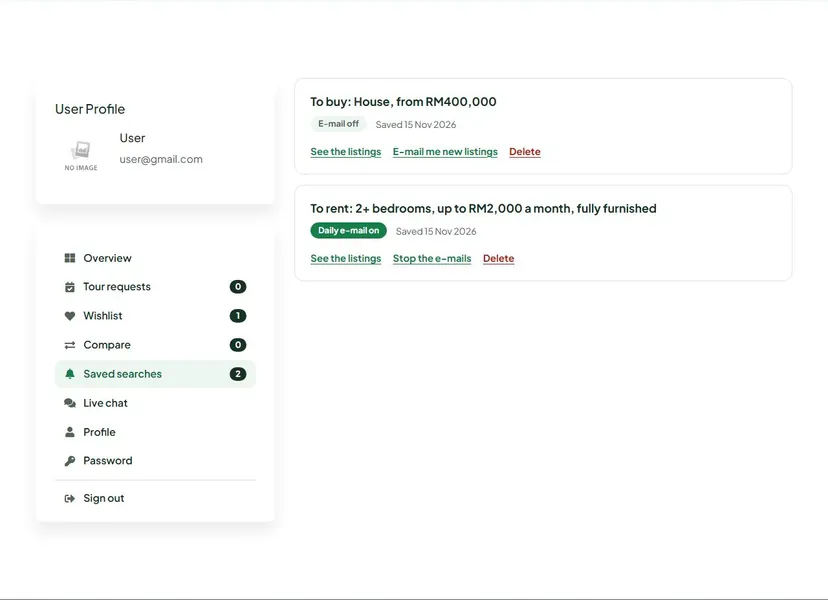 User Profile
NO IMAGE
User
user@gmail.com
Overview
Tour requests 0
Wishlist 1
Compare 0
Saved searches 2
Live chat
Profile
Password
Sign out
To buy: House, from RM400,000
E-mail off Saved 15 Nov 2026
See the listings E-mail me new listings Delete
To rent: 2+ bedrooms, up to RM2,000 a month, fully furnished
Daily e-mail on Saved 15 Nov 2026
See the listings Stop the e-mails Delete